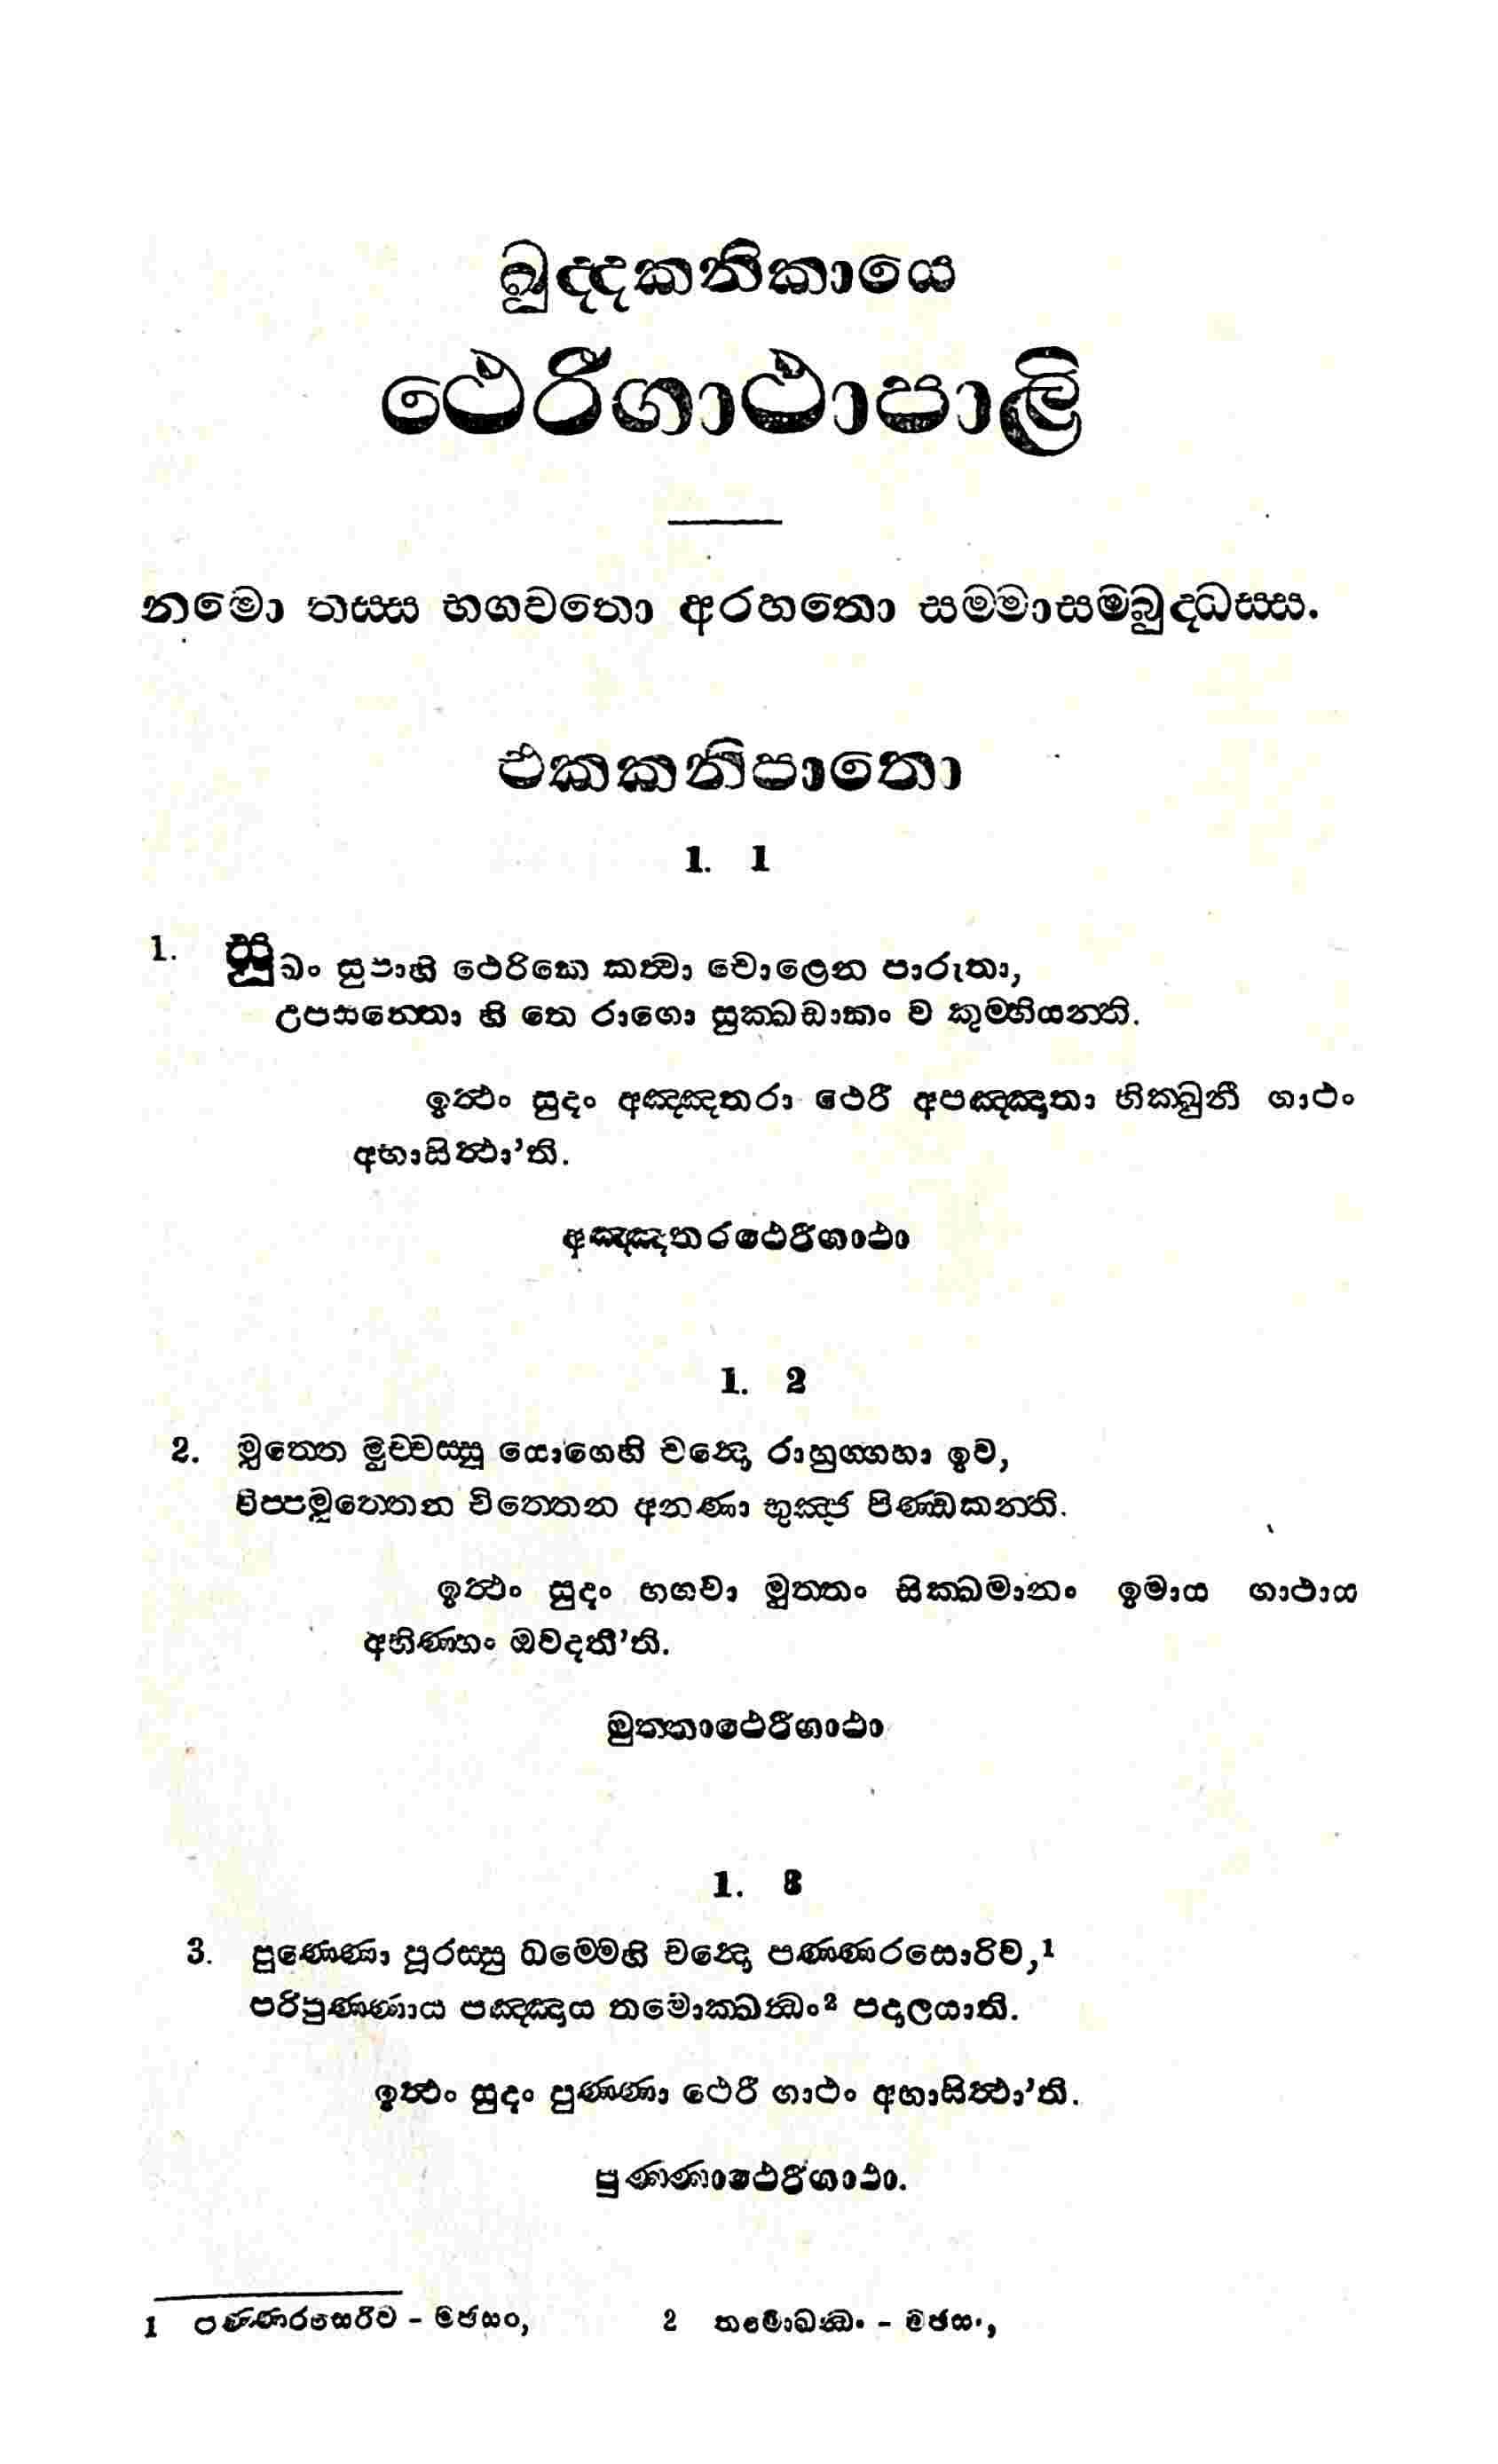 ඛුද්දකනිකායෙ
ථෙරීගාථාපාලි
නමො තස්ස භගවතො අරහතො සම්මාසම්බුද්ධස්ස.
එකකනිපාතො
1. 1
1. සුඛං සුපාහි ථෙරිකෙ කත්වා චොළෙන පාරුතා,
උපසන්තො හි තෙ රාගො සුක්ඛඩාකං ව කුම්භියන්ති.
ඉත්ථං සුදං අඤ්ඤතරා ථෙරී අපඤ්ඤාතා භික්ඛුනී ගාථං
අභාසිත්ථා’ති.
අඤ්ඤතරථෙරීගාථා
1. 2
2. මුත්තෙ මුච්චස්සු යොගෙහි චන්දො රාහුග්ගහා ඉව,
විප්පමුත්තෙන චිත්තෙන අනණා භුඤ්ජ පිණ්ඩකන්ති.
ඉත්ථං සුදං භගවා මුත්තං සික්ඛමානං ඉමාය ගාථාය
අභිණ්හං ඔවදතී’ති.
මුත්තාථෙරීගාථා
1. 3
3. පුණ්ණෙ පූරස්සු ධම්මෙහි චන්දො පණ්ණරසොරිව,¹
පරිපුණ්ණාය පඤ්ඤාය තමොක්ඛන්ධං² පදාලයාති.
ඉත්ථං සුදං පුණ්ණා ථෙරී ගාථං අභාසිත්ථා’ති.
පුණ්ණාථෙරීගාථා.
1 පණ්ණරසෙරිව - මජසං, 2 තමොඛන්ධං - මජසං,